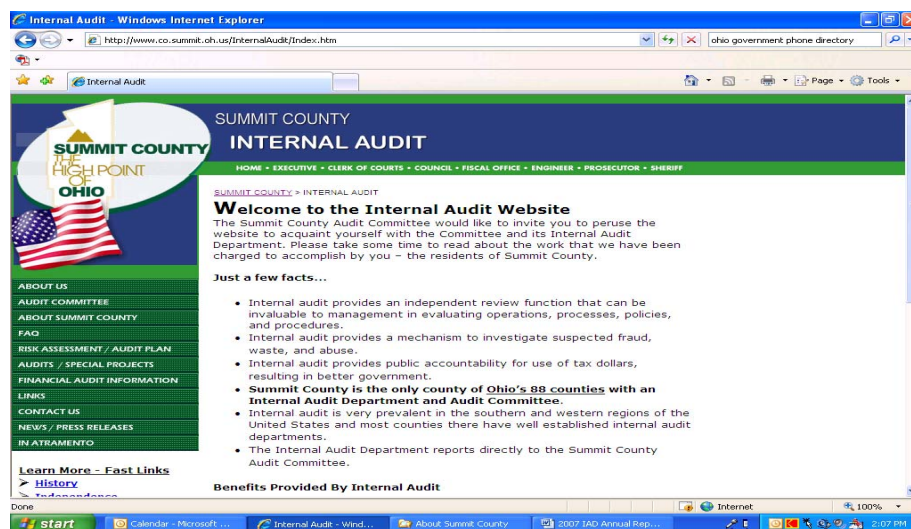 Internal Audit - Windows Internet Explorer
http://www.co.summit.oh.us/InternalAudit/Index.htm
ohio government phone directory
Internal Audit
Page
Tools
SUMMIT COUNTY
THE
HIGH POINT
OF
OHIO
SUMMIT COUNTY
INTERNAL AUDIT
HOME • EXECUTIVE • CLERK OF COURTS • COUNCIL • FISCAL OFFICE • ENGINEER • PROSECUTOR • SHERIFF
ABOUT US
AUDIT COMMITTEE
ABOUT SUMMIT COUNTY
FAQ
RISK ASSESSMENT / AUDIT PLAN
AUDITS / SPECIAL PROJECTS
FINANCIAL AUDIT INFORMATION
LINKS
CONTACT US
NEWS / PRESS RELEASES
IN ATRAMENTO
Learn More - Fast Links
➢ History
➢ Independence
SUMMIT COUNTY > INTERNAL AUDIT
Welcome to the Internal Audit Website
The Summit County Audit Committee would like to invite you to peruse the
website to acquaint yourself with the Committee and its Internal Audit
Department. Please take some time to read about the work that we have been
charged to accomplish by you – the residents of Summit County.
Just a few facts...
• Internal audit provides an independent review function that can be
invaluable to management in evaluating operations, processes, policies,
and procedures.
• Internal audit provides a mechanism to investigate suspected fraud,
waste, and abuse.
• Internal audit provides public accountability for use of tax dollars,
resulting in better government.
• Summit County is the only county of Ohio's 88 counties with an
Internal Audit Department and Audit Committee.
• Internal audit is very prevalent in the southern and western regions of the
United States and most counties there have well established internal audit
departments.
• The Internal Audit Department reports directly to the Summit County
Audit Committee.
Benefits Provided By Internal Audit
Done
Internet
100%
start
Calendar - Microsoft ...
Internal Audit - Wind...
About Summit County
2007 IAD Annual Rep...
2:07 PM